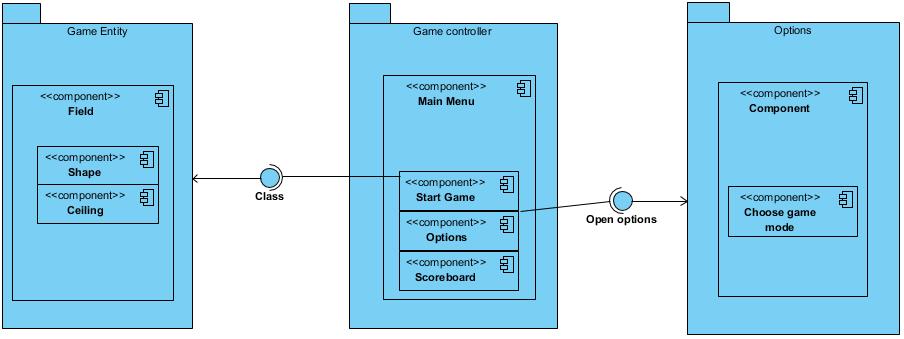 Game Entity
<<component>>
Field
<<component>>
Shape
<<component>>
Ceiling
Class
Game controller
<<component>>
Main Menu
<<component>>
Start Game
<<component>>
Options
<<component>>
Scoreboard
Open options
Options
<<component>>
Component
<<component>>
Choose game
mode